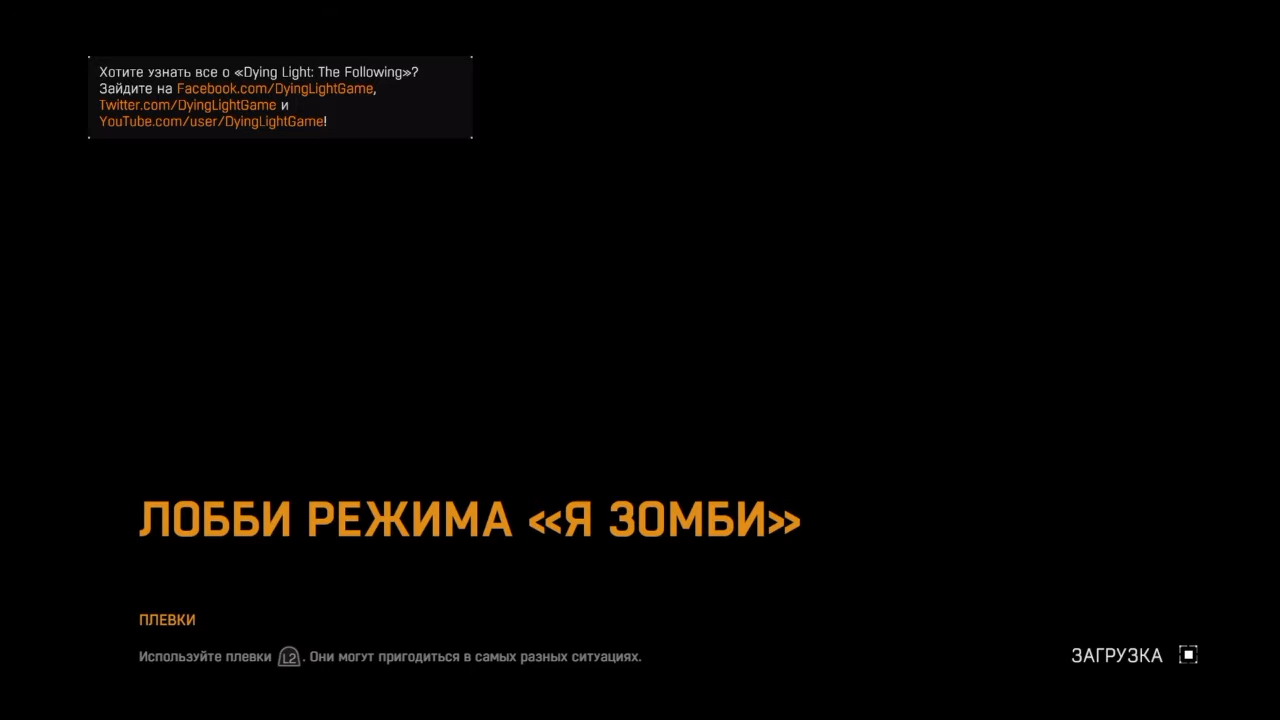 Хотите узнать все о «Dying Light: The Following»?
Зайдите на Facebook.com/DyingLightGame,
Twitter.com/DyingLightGame и
YouTube.com/user/DyingLightGame!
ЛОББИ РЕЖИМА «Я ЗОМБИ»
ПЛЕВКИ
Используйте плевки L2. Они могут пригодиться в самых разных ситуациях.
ЗАГРУЗКА